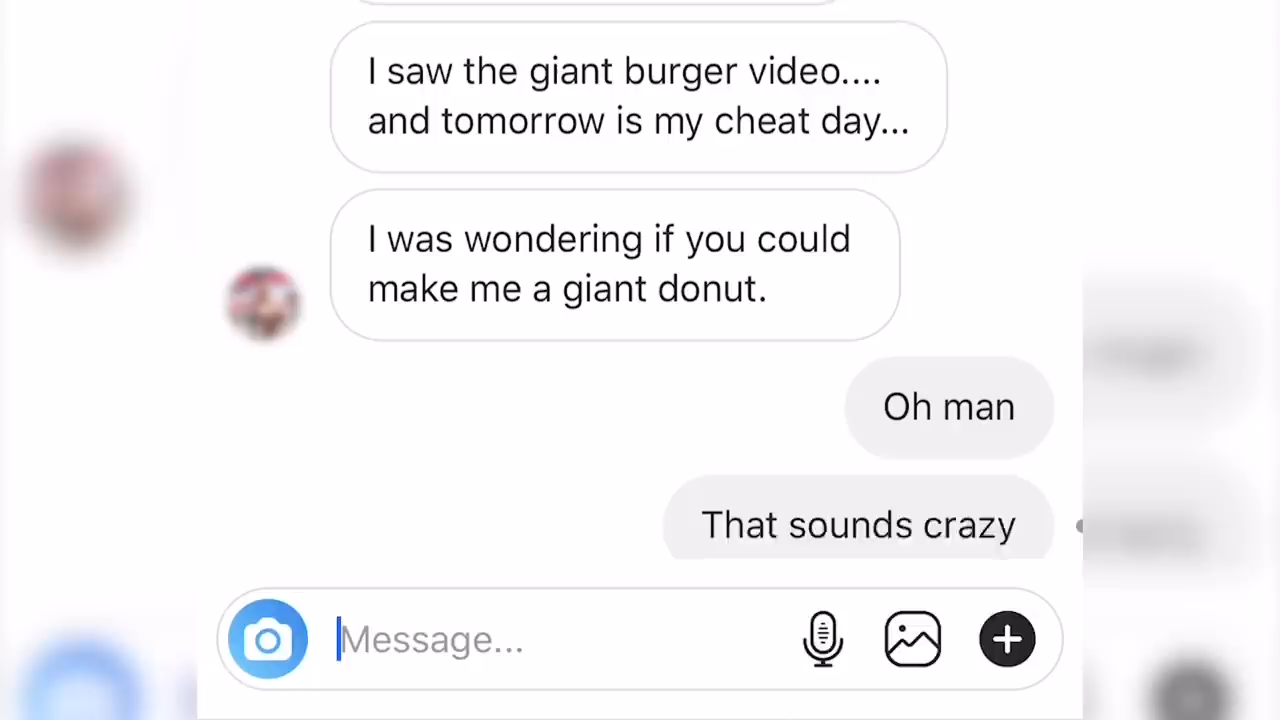 I saw the giant burger video....
and tomorrow is my cheat day...
I was wondering if you could
make me a giant donut.
Oh man
That sounds crazy
Message...